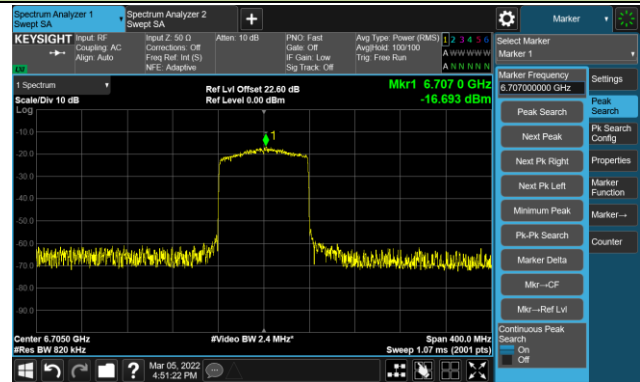 Spectrum Analyzer 1
Swept SA
Spectrum Analyzer 2
Swept SA
Marker
KEYSIGHT
Input: RF
Coupling: AC
Align: Auto
Input Z: 50 Ω
Corrections: Off
Freq Ref: Int (S)
NFE: Adaptive
Atten: 10 dB
PNO: Fast
Gate: Off
IF Gain: Low
Sig Track: Off
Avg Type: Power (RMS)
Avg|Hold: 100/100
Trig: Free Run
1 2 3 4 5 6
A W W W W W
A N N N N N
Select Marker
Marker 1
1 Spectrum
Scale/Div 10 dB
Log
Ref Lvl Offset 22.60 dB
Ref Level 0.00 dBm
Mkr1 6.707 0 GHz
-16.693 dBm
-10.0
-20.0
-30.0
-40.0
-50.0
-60.0
-70.0
-80.0
-90.0
1
Center 6.7050 GHz
#Res BW 820 kHz
#Video BW 2.4 MHz*
Span 400.0 MHz
Sweep 1.07 ms (2001 pts)
Marker Frequency
6.707000000 GHz
Peak Search
Next Peak
Next Pk Right
Next Pk Left
Minimum Peak
Pk-Pk Search
Marker Delta
Mkr→CF
Mkr→Ref Lvl
Continuous Peak
Search
On
Off
Settings
Peak
Search
Pk Search
Config
Properties
Marker
Function
Marker→
Counter
Mar 05, 2022
4:51:22 PM